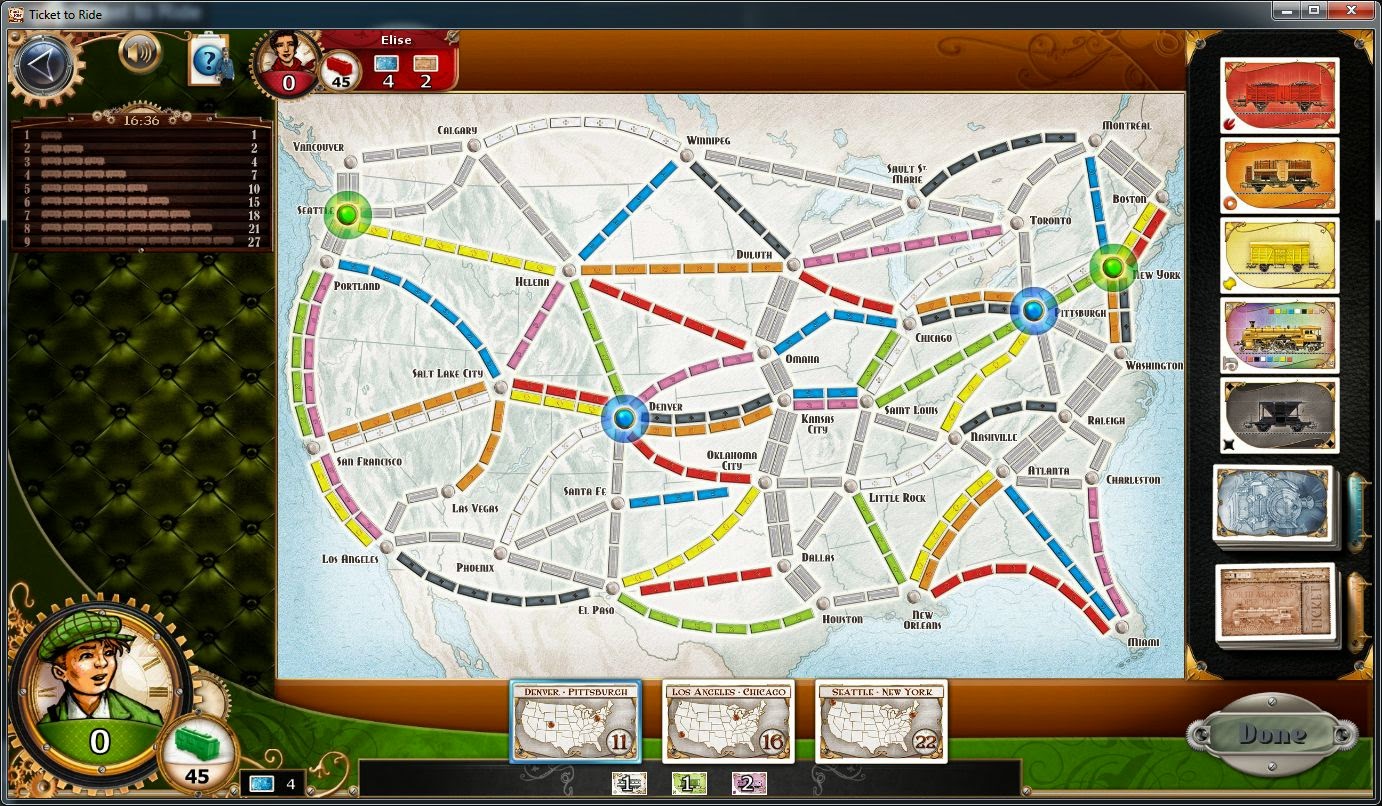 Ticket to Ride
Elise
0
45
4
2
16:36
1 1
2 2
3 4
4 7
5 10
6 15
7 18
8 21
9 27
Calgary
Vancouver
Winnipeg
Montréal
Sault St.
Marie
Seattle
Boston
Toronto
Duluth
Helena
Portland
New York
Pittsburgh
Chicago
Omaha
Salt Lake City
Washington
Denver
Saint Louis
Kansas
City
Raleigh
Nashville
San Francisco
Oklahoma
City
Atlanta
Charleston
Santa Fe
Little Rock
Las Vegas
Los Angeles
Phoenix
Dallas
El Paso
Houston
New
Orleans
Miami
North American
Ticket
Denver - Pittsburgh
11
Los Angeles - Chicago
16
Seattle - New York
22
Done
0
45
4
1
1
2